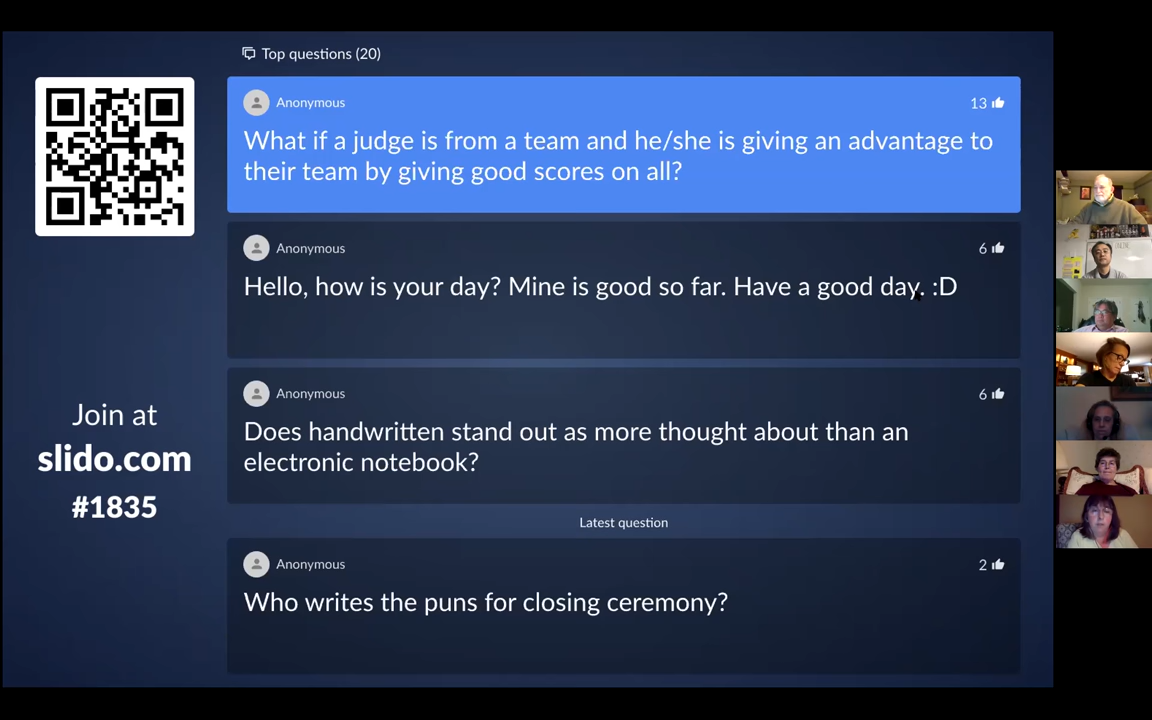 Top questions (20)
Anonymous
13
What if a judge is from a team and he/she is giving an advantage to
their team by giving good scores on all?
Anonymous
6
Hello, how is your day? Mine is good so far. Have a good day. :D
Anonymous
6
Does handwritten stand out as more thought about than an
electronic notebook?
Join at
slido.com
#1835
Latest question
Anonymous
2
Who writes the puns for closing ceremony?